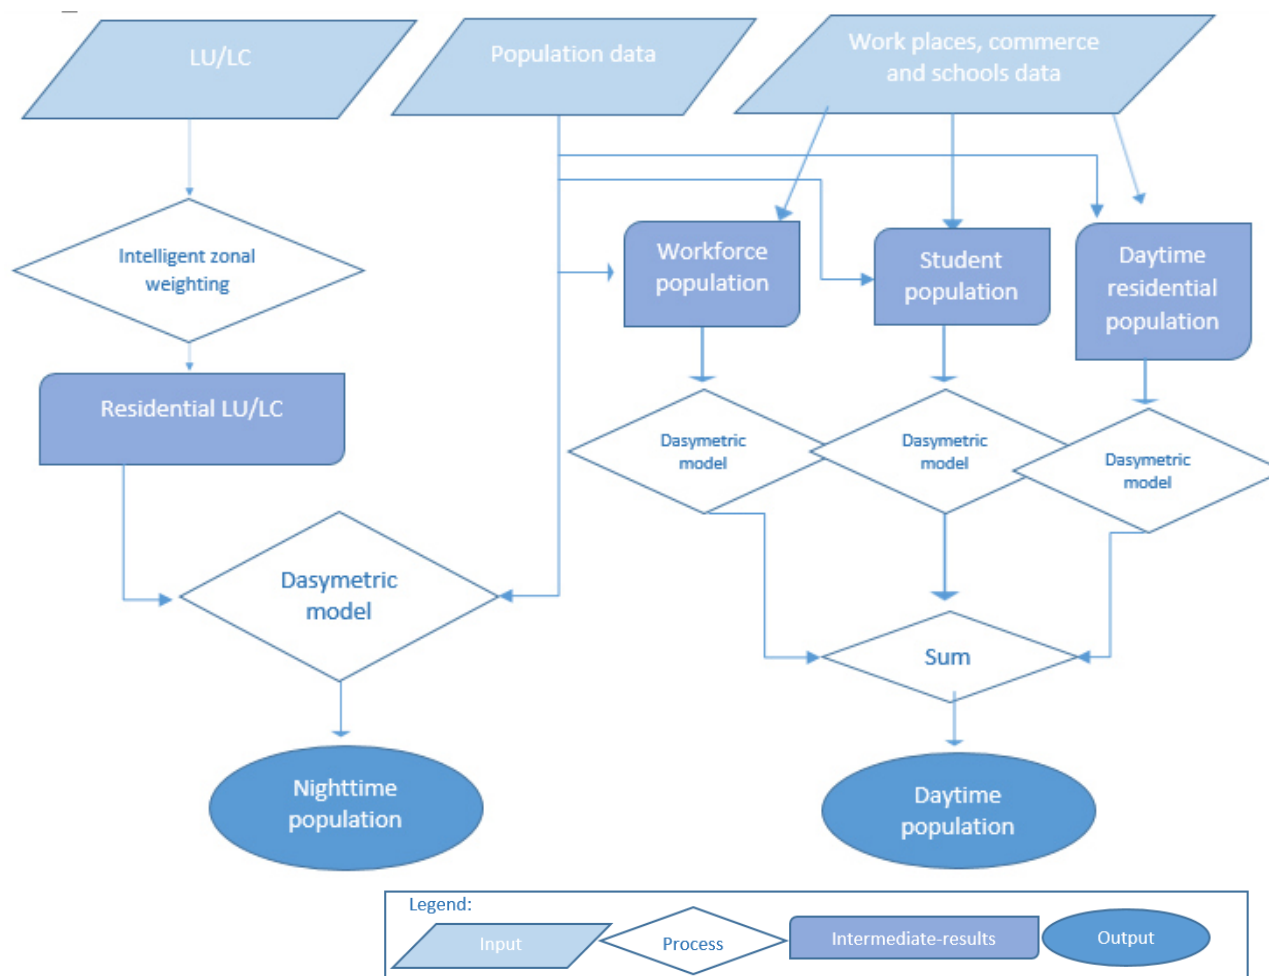 LU/LC
Population data
Work places, commerce
and schools data
Intelligent zonal
weighting
Workforce
population
Student
population
Daytime
residential
population
Residential LU/LC
Dasymetric
model
Dasymetric
model
Dasymetric
model
Dasymetric
model
Sum
Nighttime
population
Daytime
population
Legend:
Input
Process
Intermediate-results
Output